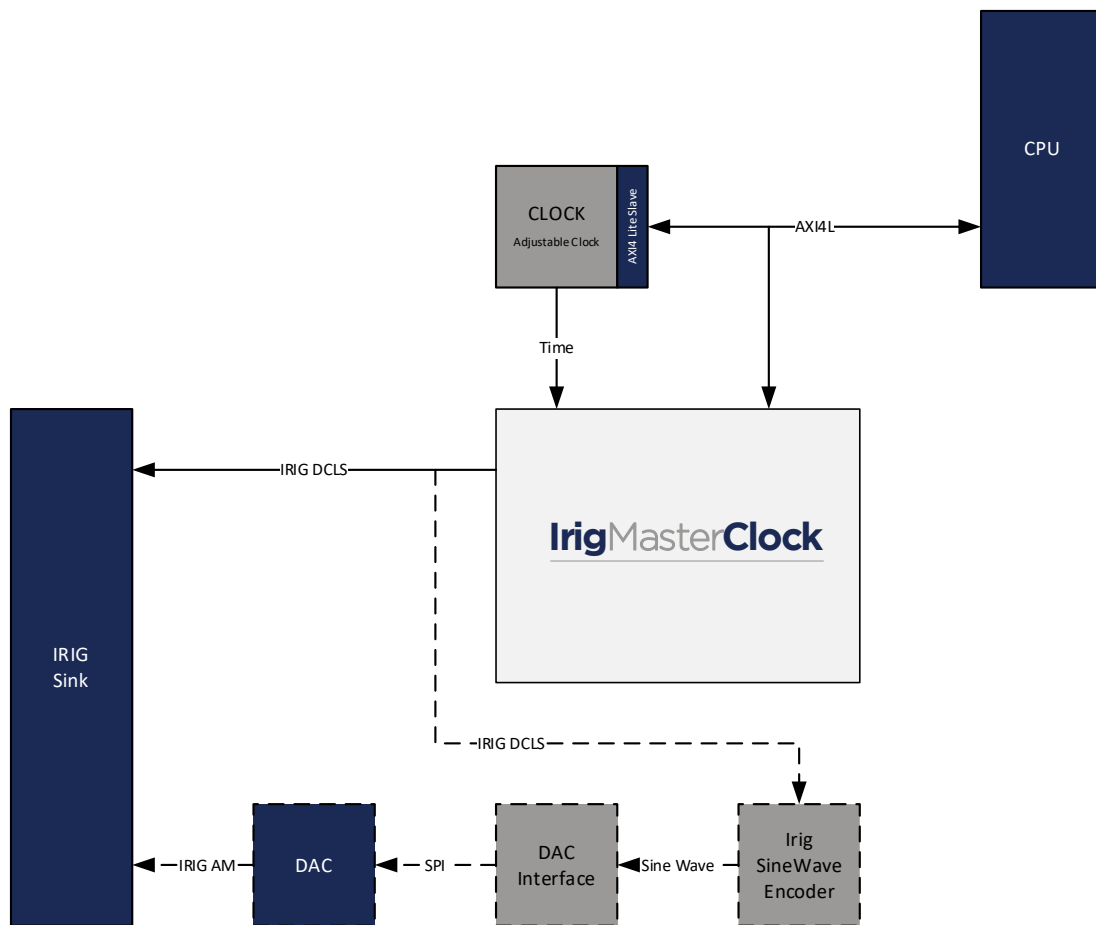 CPU
CLOCK
Adjustable Clock
AXI4 Lite Slave
AXI4L
Time
IRIG DCLS
IrigMasterClock
IRIG
Sink
IRIG DCLS
IRIG AM
DAC
SPI
DAC
Interface
Sine Wave
Irig
SineWave
Encoder